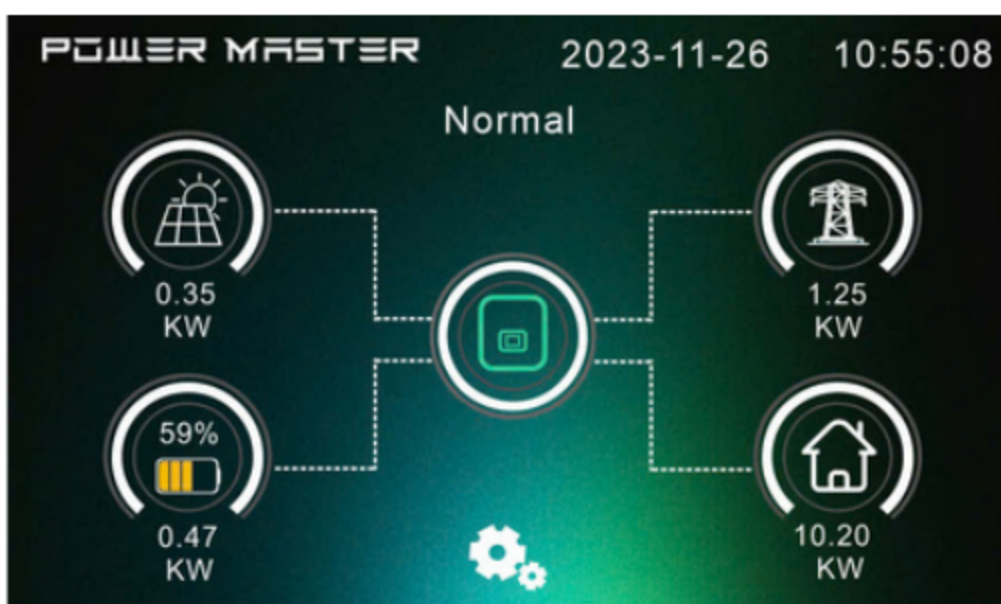 POWER MASTER 2023-11-26 10:55:08
Normal
0.35
KW
1.25
KW
59%
0.47
KW
10.20
KW